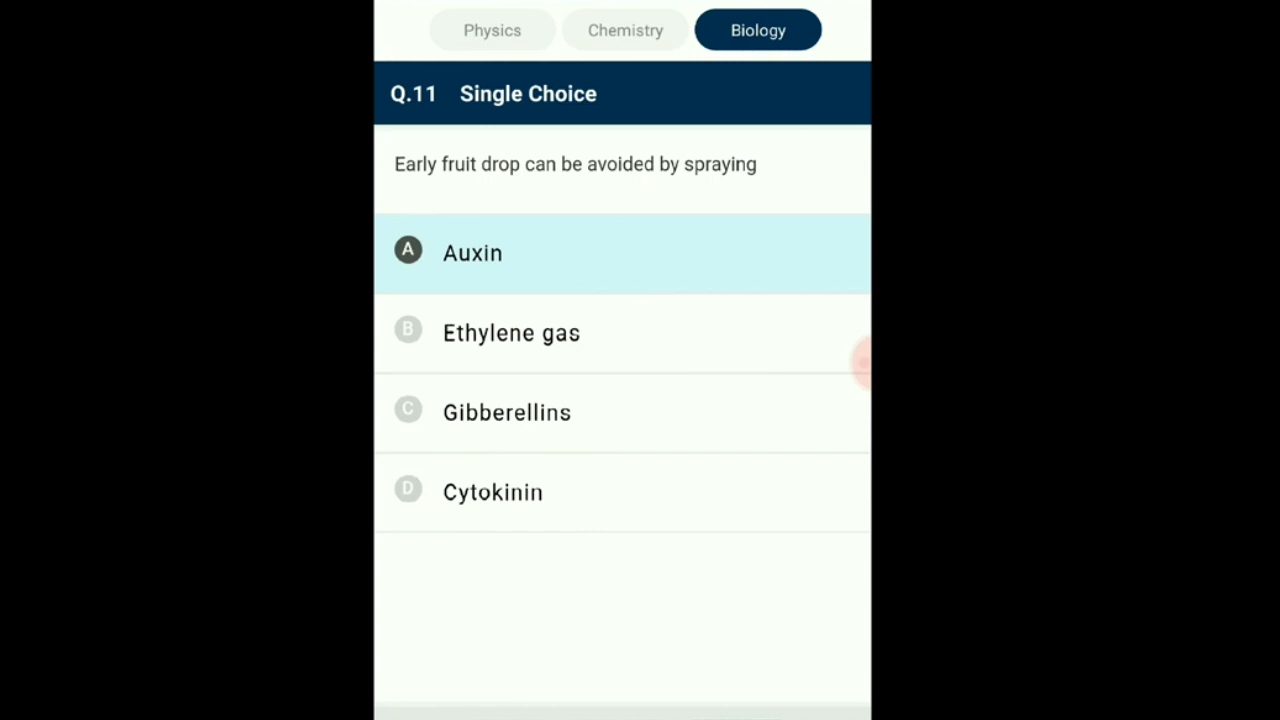 Physics Chemistry Biology
Q.11 Single Choice
Early fruit drop can be avoided by spraying
A Auxin
B Ethylene gas
C Gibberellins
D Cytokinin